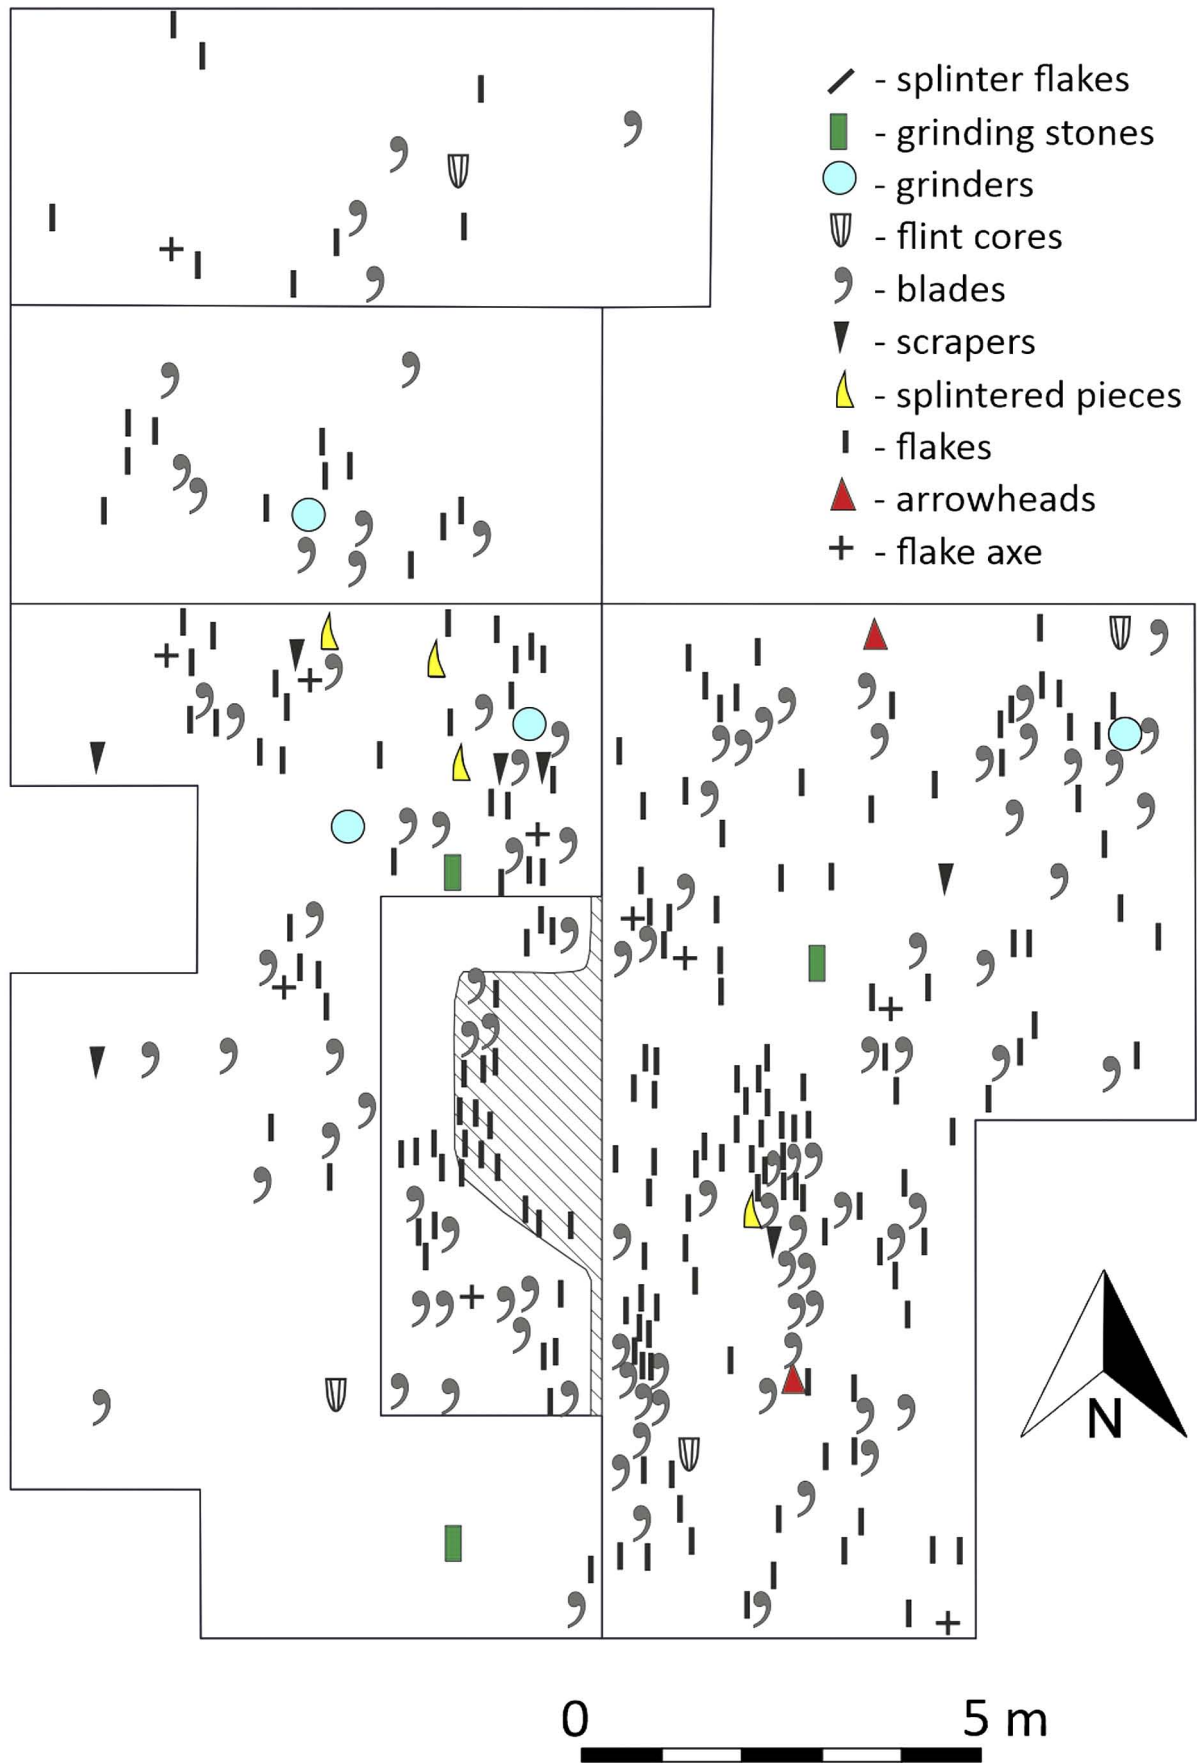 - splinter flakes
- grinding stones
- grinders
- flint cores
- blades
- scrapers
- splintered pieces
- flakes
- arrowheads
- flake axe
N
0 5 m